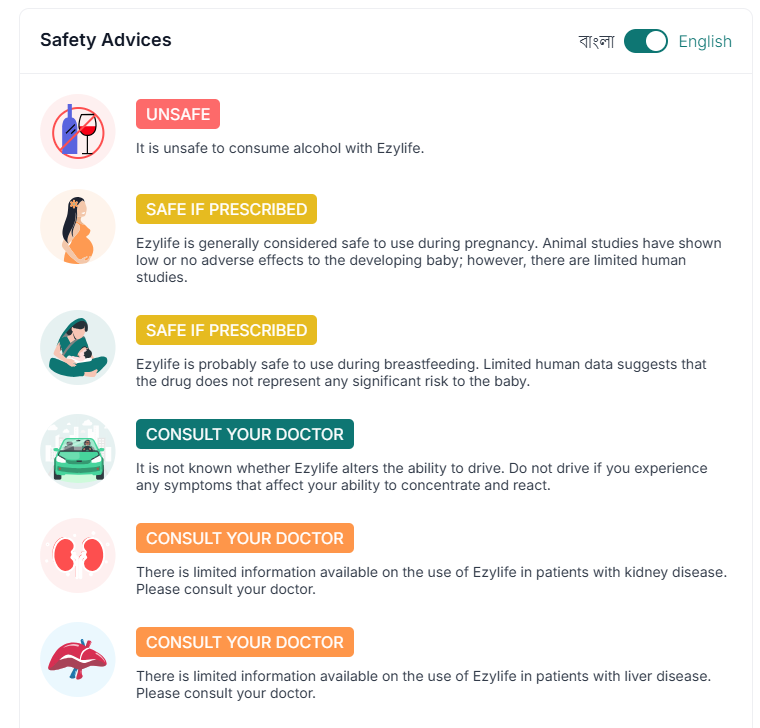 Safety Advices
বাংলা English
UNSAFE
It is unsafe to consume alcohol with Ezylife.
SAFE IF PRESCRIBED
Ezylife is generally considered safe to use during pregnancy. Animal studies have shown
low or no adverse effects to the developing baby; however, there are limited human
studies.
SAFE IF PRESCRIBED
Ezylife is probably safe to use during breastfeeding. Limited human data suggests that
the drug does not represent any significant risk to the baby.
CONSULT YOUR DOCTOR
It is not known whether Ezylife alters the ability to drive. Do not drive if you experience
any symptoms that affect your ability to concentrate and react.
CONSULT YOUR DOCTOR
There is limited information available on the use of Ezylife in patients with kidney disease.
Please consult your doctor.
CONSULT YOUR DOCTOR
There is limited information available on the use of Ezylife in patients with liver disease.
Please consult your doctor.